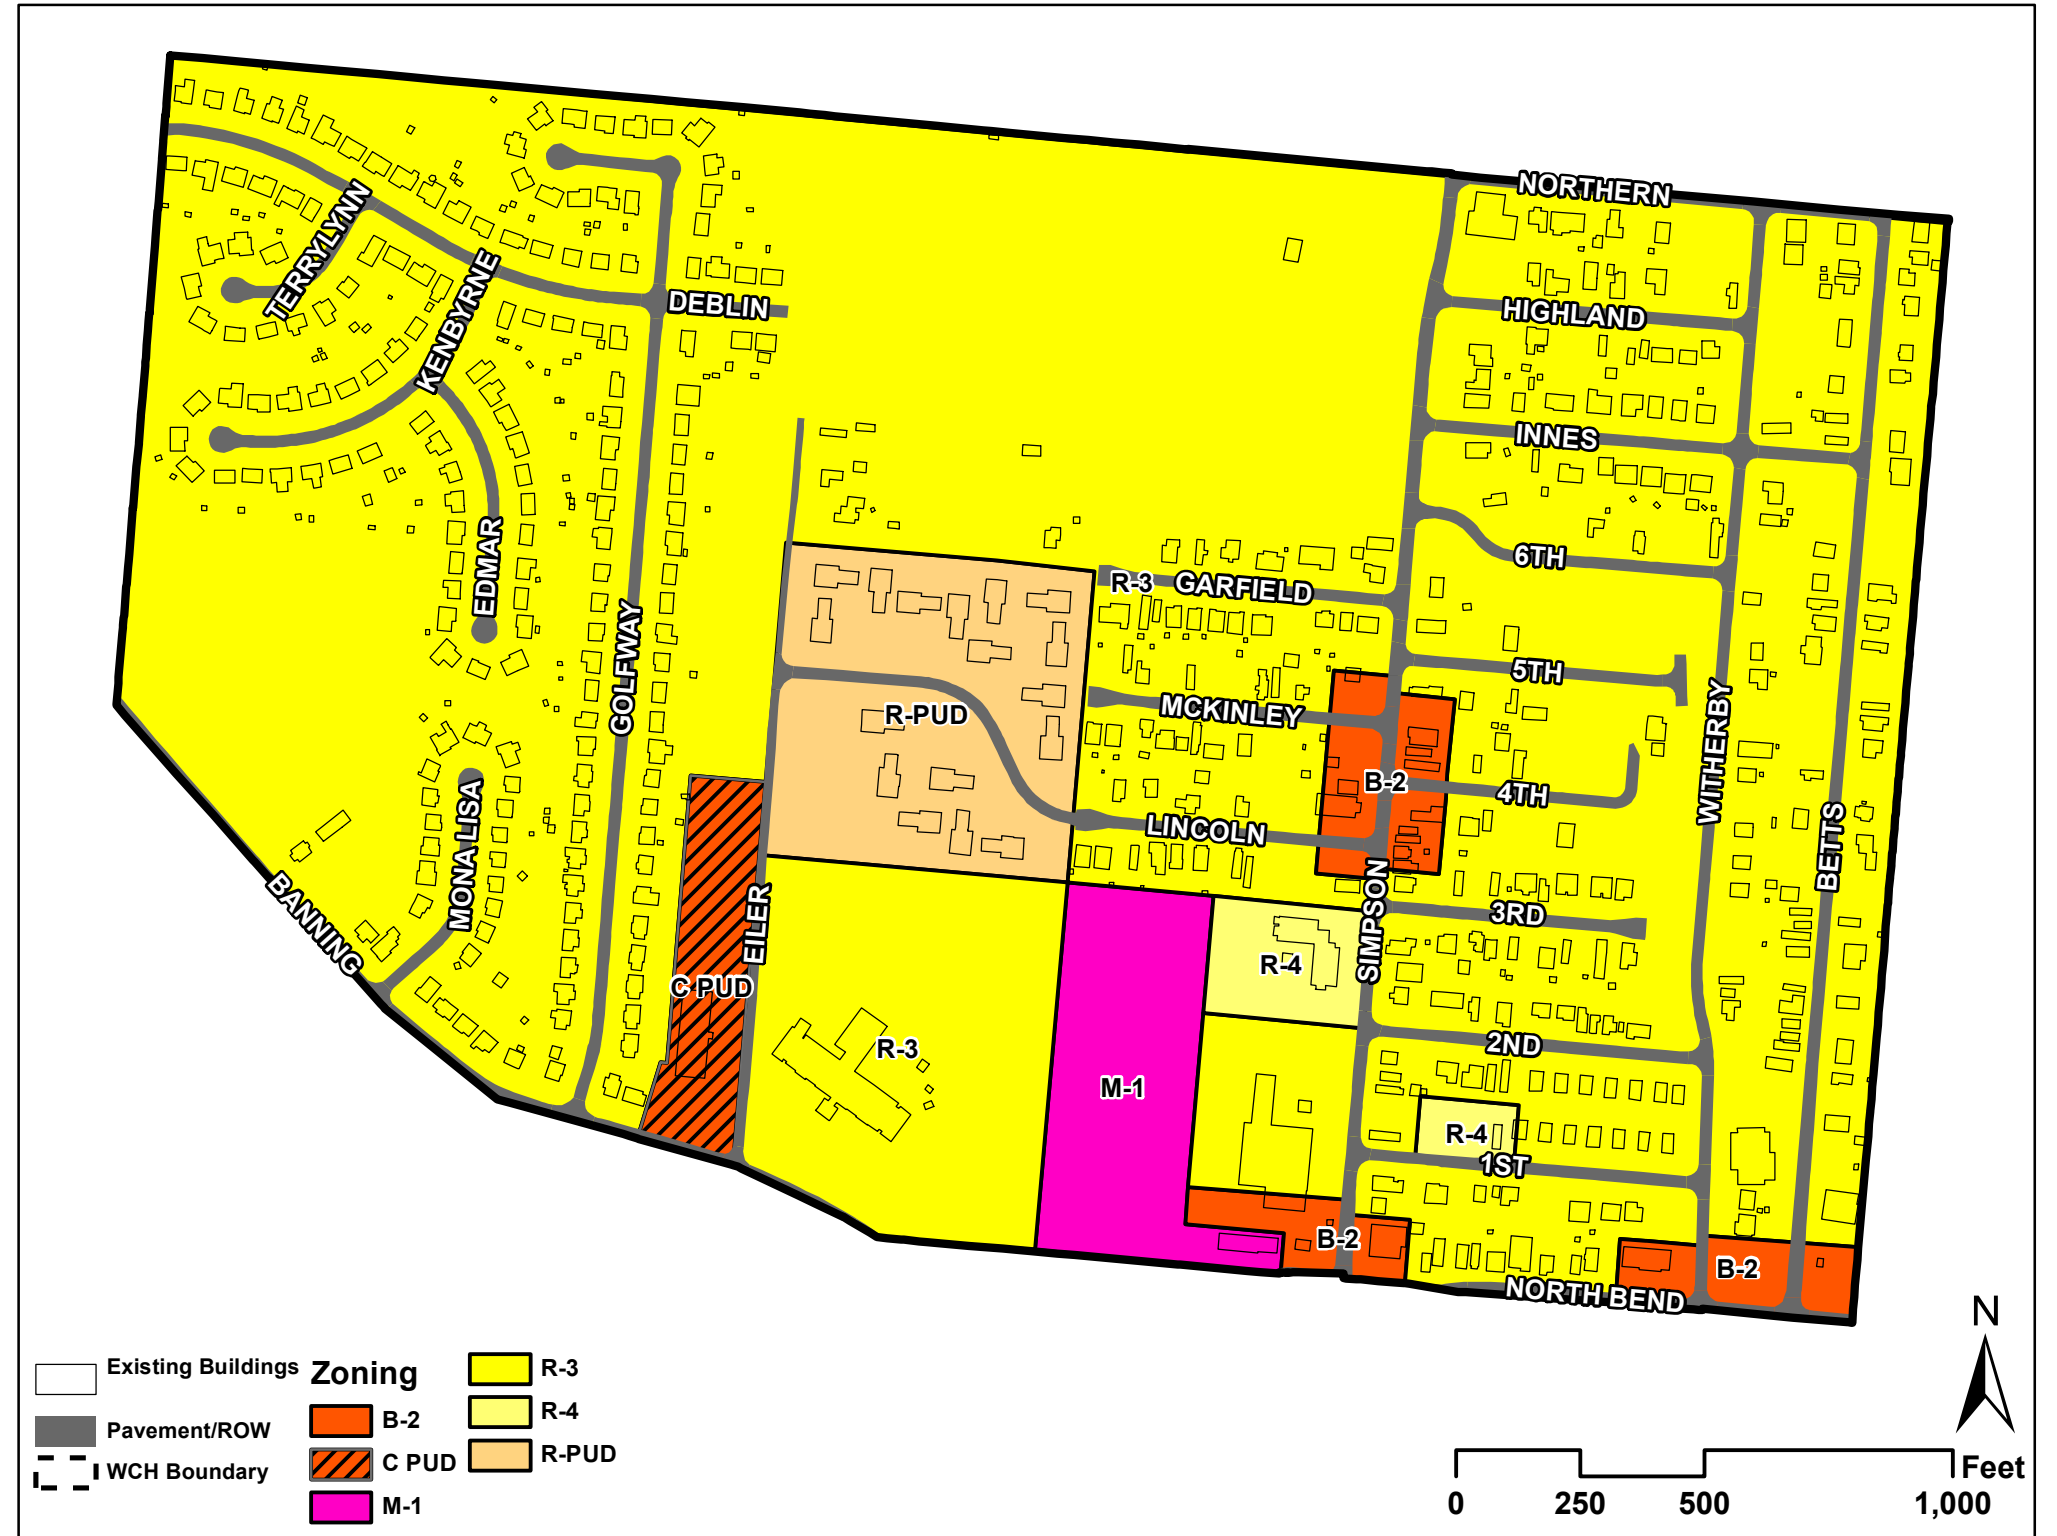 NORTHERN
TERRYLYNN
KENBYRNE
DEBLIN
HIGHLAND
INNES
EDMAR
6TH
R-3
GARFIELD
GOLFWAY
5TH
R-PUD
MCKINLEY
WITHERBY
B-2
4TH
MONA LISA
LINCOLN
BETTS
BANNING
EILER
SIMPSON
3RD
C PUD
R-4
R-3
2ND
M-1
R-4
1ST
B-2
B-2
NORTH BEND
N
Existing Buildings
Pavement/ROW
WCH Boundary
Zoning
B-2
C PUD
M-1
R-3
R-4
R-PUD
Feet
0 250 500 1,000